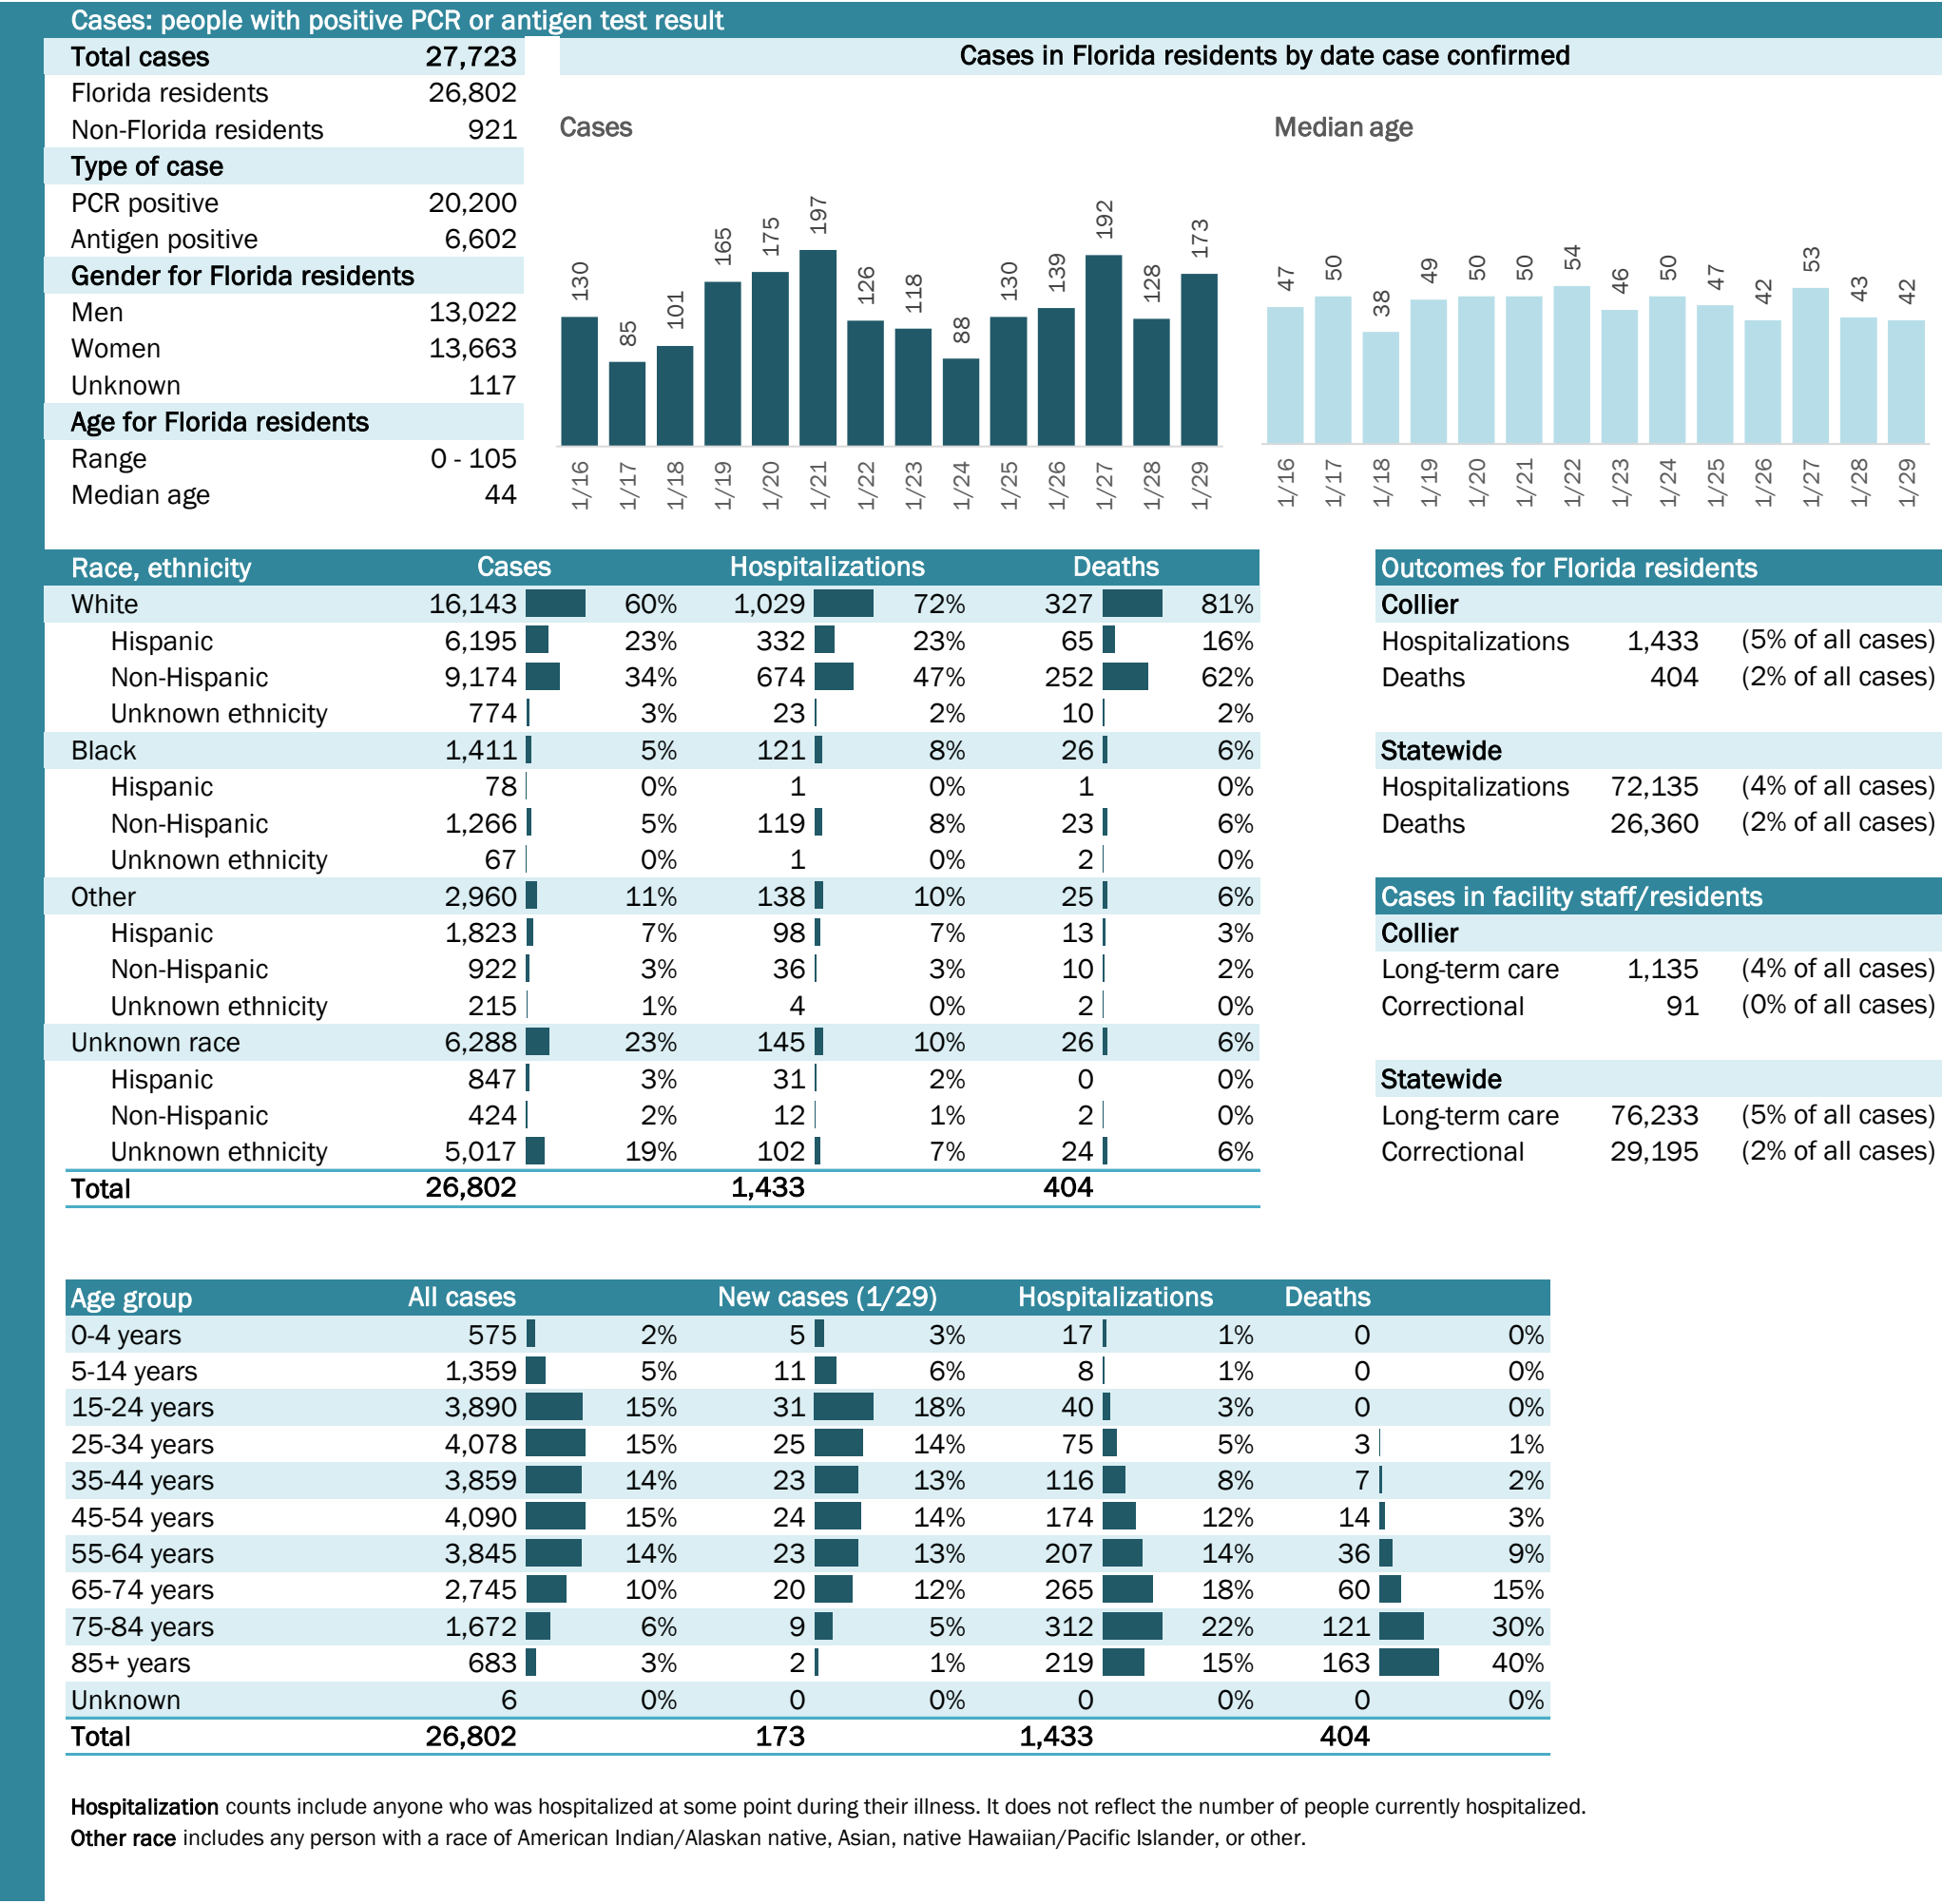 Cases: people with positive PCR or antigen test result
Total cases 27,723
Florida residents 26,802
Non-Florida residents 921
Type of case
PCR positive 20,200
Antigen positive 6,602
Gender for Florida residents
Men 13,022
Women 13,663
Unknown 117
Age for Florida residents
Range 0 - 105
Median age 44
Cases in Florida residents by date case confirmed
Cases
130 85 101 165 175 197 126 118 88 130 139 192 128 173
1/16 1/17 1/18 1/19 1/20 1/21 1/22 1/23 1/24 1/25 1/26 1/27 1/28 1/29
Median age
47 50 38 49 50 50 54 46 50 47 42 53 43 42
1/16 1/17 1/18 1/19 1/20 1/21 1/22 1/23 1/24 1/25 1/26 1/27 1/28 1/29
Race, ethnicity Cases Hospitalizations Deaths
White 16,143 60% 1,029 72% 327 81%
Hispanic 6,195 23% 332 23% 65 16%
Non-Hispanic 9,174 34% 674 47% 252 62%
Unknown ethnicity 774 3% 23 2% 10 2%
Black 1,411 5% 121 8% 26 6%
Hispanic 78 0% 1 0% 1 0%
Non-Hispanic 1,266 5% 119 8% 23 6%
Unknown ethnicity 67 0% 1 0% 2 0%
Other 2,960 11% 138 10% 25 6%
Hispanic 1,823 7% 98 7% 13 3%
Non-Hispanic 922 3% 36 3% 10 2%
Unknown ethnicity 215 1% 4 0% 2 0%
Unknown race 6,288 23% 145 10% 26 6%
Hispanic 847 3% 31 2% 0 0%
Non-Hispanic 424 2% 12 1% 2 0%
Unknown ethnicity 5,017 19% 102 7% 24 6%
Total 26,802 1,433 404
Outcomes for Florida residents
Collier
Hospitalizations 1,433 (5% of all cases)
Deaths 404 (2% of all cases)
Statewide
Hospitalizations 72,135 (4% of all cases)
Deaths 26,360 (2% of all cases)
Cases in facility staff/residents
Collier
Long-term care 1,135 (4% of all cases)
Correctional 91 (0% of all cases)
Statewide
Long-term care 76,233 (5% of all cases)
Correctional 29,195 (2% of all cases)
Age group All cases New cases (1/29) Hospitalizations Deaths
0-4 years 575 2% 5 3% 17 1% 0 0%
5-14 years 1,359 5% 11 6% 8 1% 0 0%
15-24 years 3,890 15% 31 18% 40 3% 0 0%
25-34 years 4,078 15% 25 14% 75 5% 3 1%
35-44 years 3,859 14% 23 13% 116 8% 7 2%
45-54 years 4,090 15% 24 14% 174 12% 14 3%
55-64 years 3,845 14% 23 13% 207 14% 36 9%
65-74 years 2,745 10% 20 12% 265 18% 60 15%
75-84 years 1,672 6% 9 5% 312 22% 121 30%
85+ years 683 3% 2 1% 219 15% 163 40%
Unknown 6 0% 0 0% 0 0% 0 0%
Total 26,802 173 1,433 404
Hospitalization counts include anyone who was hospitalized at some point during their illness. It does not reflect the number of people currently hospitalized.
Other race includes any person with a race of American Indian/Alaskan native, Asian, native Hawaiian/Pacific Islander, or other.